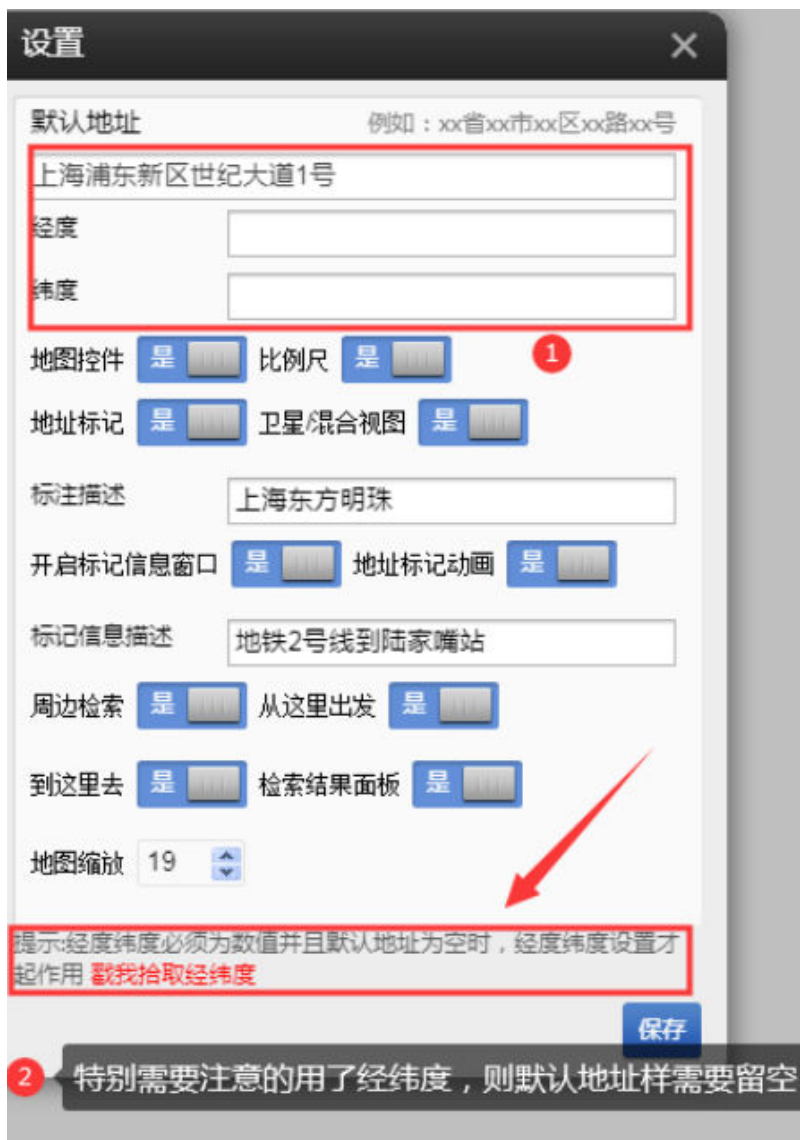 设置
默认地址 例如：xx省xx市xx区xx路xx号
上海浦东新区世纪大道1号
经度
纬度
地图控件 是 比例尺 是 1
地址标记 是 卫星/混合视图 是
标注描述 上海东方明珠
开启标记信息窗口 是 地址标记动画 是
标记信息描述 地铁2号线到陆家嘴站
周边检索 是 从这里出发 是
到这里去 是 检索结果面板 是
地图缩放 19
提示:经度纬度必须为数值并且默认地址为空时，经度纬度设置才
起作用 戳我拾取经纬度
保存
2 特别需要注意的用了经纬度，则默认地址样需要留空